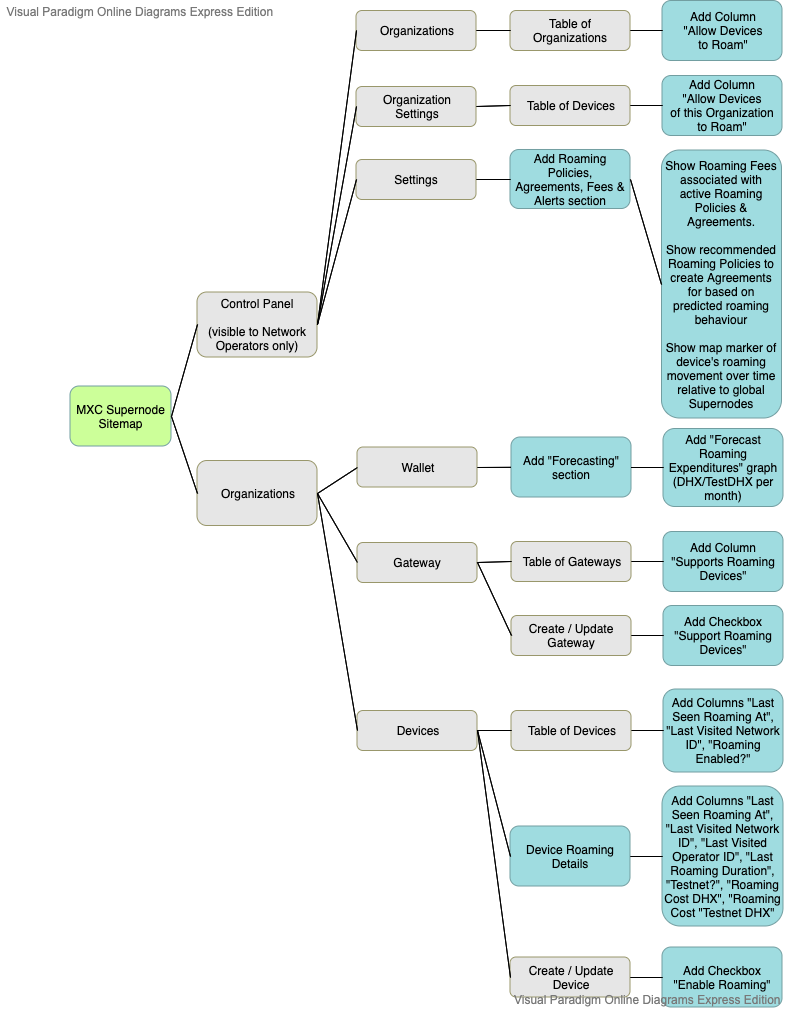 Visual Paradigm Online Diagrams Express Edition
Organizations
Table of
Organizations
Add Column
"Allow Devices
to Roam"
Organization
Settings
Table of Devices
Add Column
"Allow Devices
of this Organization
to Roam"
Settings
Add Roaming
Policies,
Agreements, Fees &
Alerts section
Show Roaming Fees
associated with
active Roaming
Policies &
Agreements.
Show recommended
Roaming Policies to
create Agreements
for based on
predicted roaming
behaviour
Show map marker of
device's roaming
movement over time
relative to global
Supernodes
Control Panel
(visible to Network
Operators only)
MXC Supernode
Sitemap
Organizations
Wallet
Add "Forecasting"
section
Add "Forecast
Roaming
Expenditures" graph
(DHX/TestDHX per
month)
Gateway
Table of Gateways
Add Column
"Supports Roaming
Devices"
Create / Update
Gateway
Add Checkbox
"Support Roaming
Devices"
Devices
Table of Devices
Add Columns "Last
Seen Roaming At",
"Last Visited Network
ID", "Roaming
Enabled?"
Device Roaming
Details
Add Columns "Last
Seen Roaming At",
"Last Visited Network
ID", "Last Visited
Operator ID", "Last
Roaming Duration",
"Testnet?", "Roaming
Cost DHX", "Roaming
Cost "Testnet DHX"
Create / Update
Device
Add Checkbox
"Enable Roaming"
Visual Paradigm Online Diagrams Express Edition